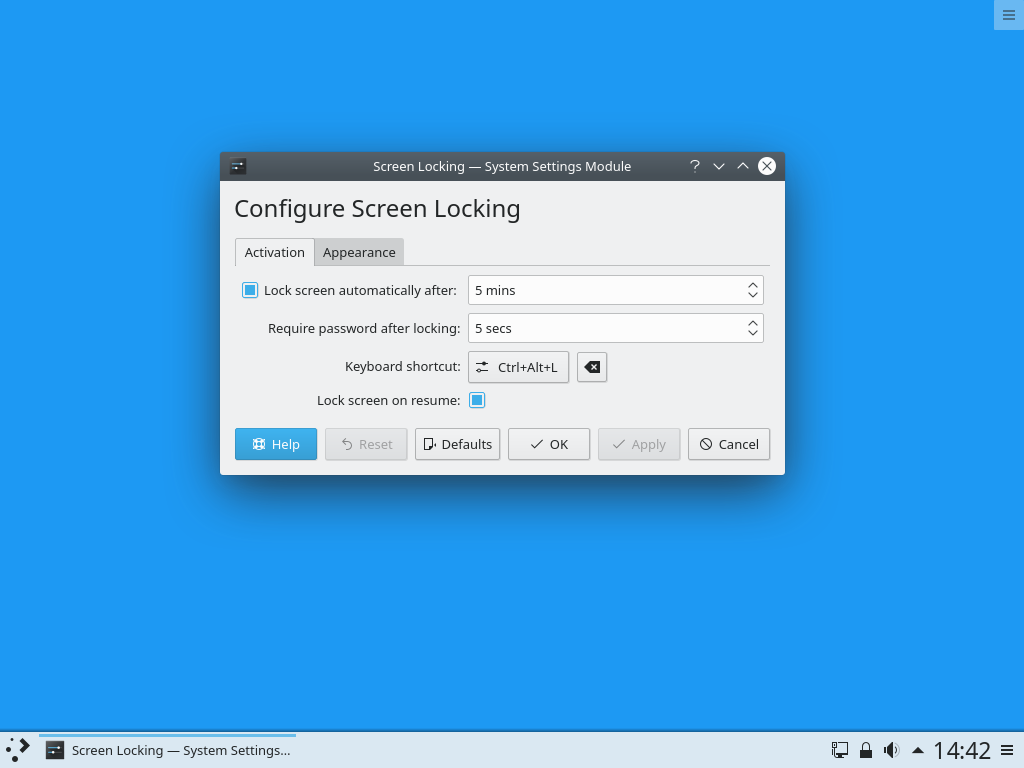 Screen Locking — System Settings Module
Configure Screen Locking
Activation Appearance
Lock screen automatically after: 5 mins
Require password after locking: 5 secs
Keyboard shortcut: Ctrl+Alt+L
Lock screen on resume:
Help Reset Defaults OK Apply Cancel
Screen Locking — System Settings... 14:42